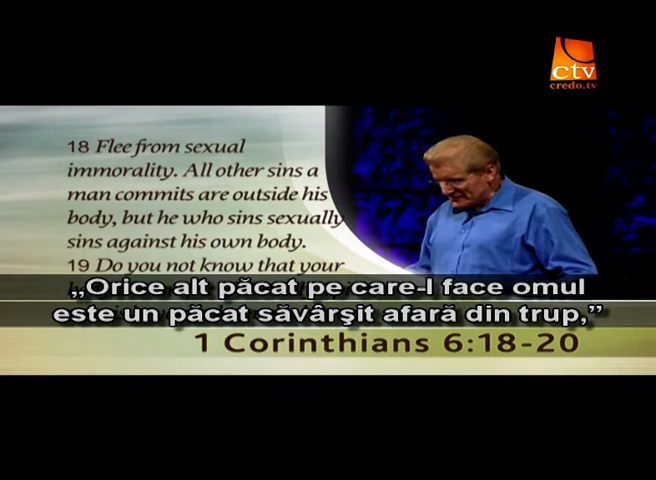 ctv
credo.tv
18 Flee from sexual
immorality. All other sins a
man commits are outside his
body, but he who sins sexually
sins against his own body.
19 Do you not know that your
„Orice alt păcat pe care-l face omul
este un păcat săvârşit afară din trup,”
1 Corinthians 6:18-20